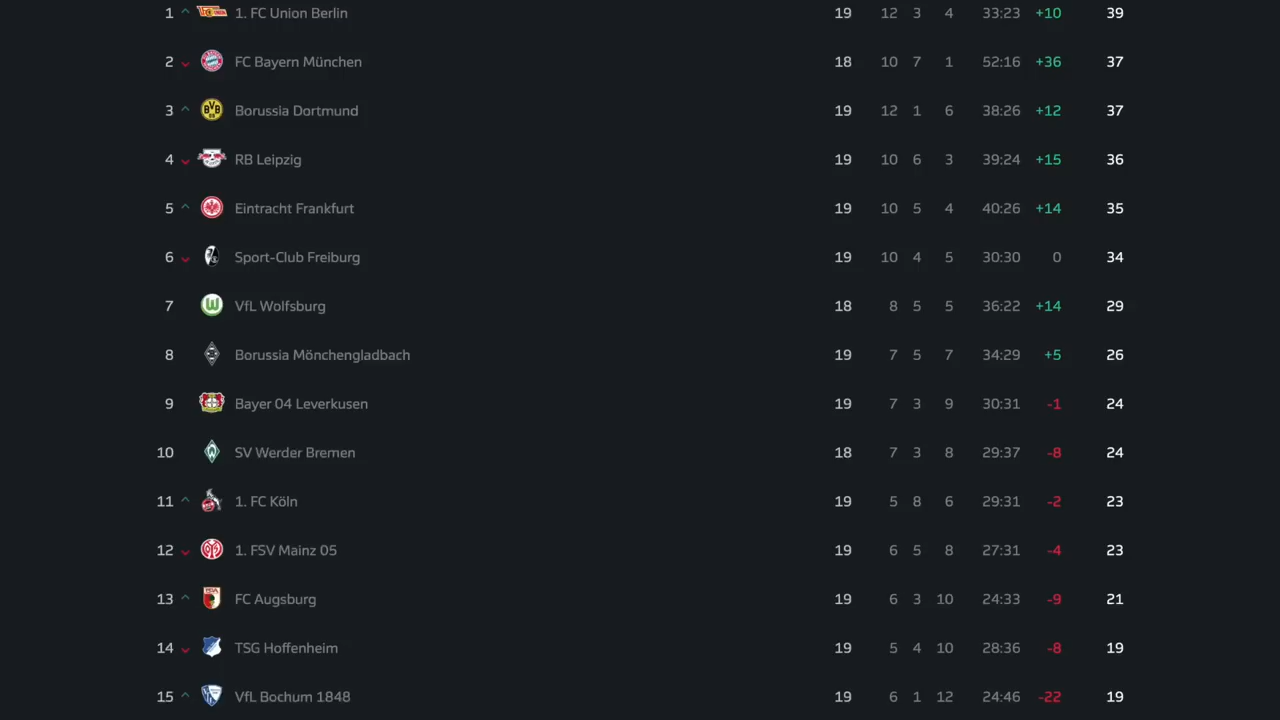 1 1. FC Union Berlin 19 12 3 4 33:23 +10 39
2 FC Bayern München 18 10 7 1 52:16 +36 37
3 BVB 09 Borussia Dortmund 19 12 1 6 38:26 +12 37
4 RB Leipzig 19 10 6 3 39:24 +15 36
5 Eintracht Frankfurt 19 10 5 4 40:26 +14 35
6 Sport-Club Freiburg 19 10 4 5 30:30 0 34
7 W VfL Wolfsburg 18 8 5 5 36:22 +14 29
8 Borussia Mönchengladbach 19 7 5 7 34:29 +5 26
9 Bayer 04 Leverkusen 19 7 3 9 30:31 -1 24
10 W SV Werder Bremen 18 7 3 8 29:37 -8 24
11 1. FC Köln 19 5 8 6 29:31 -2 23
12 1. FSV Mainz 05 19 6 5 8 27:31 -4 23
13 FCA FC Augsburg 19 6 3 10 24:33 -9 21
14 TSG Hoffenheim 19 5 4 10 28:36 -8 19
15 VfL Bochum 1848 19 6 1 12 24:46 -22 19